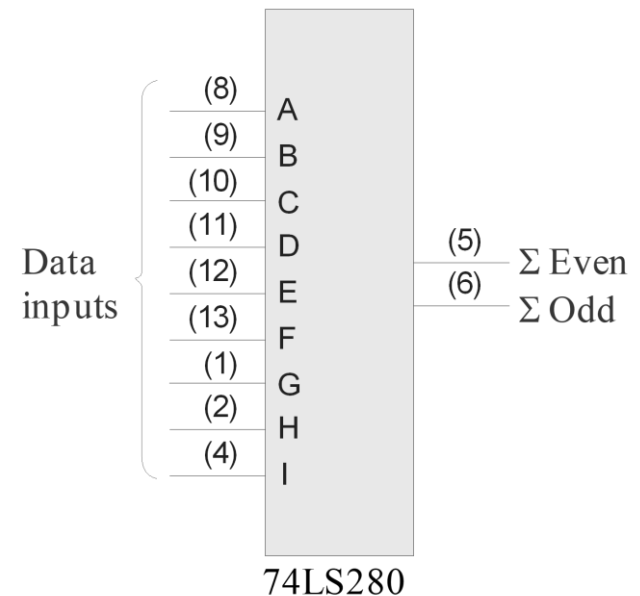 (8)
A
(9)
B
(10)
C
(11)
D
(12)
E
(13)
F
(1)
G
(2)
H
(4)
I
Data
inputs
(5)
Σ Even
(6)
Σ Odd
74LS280